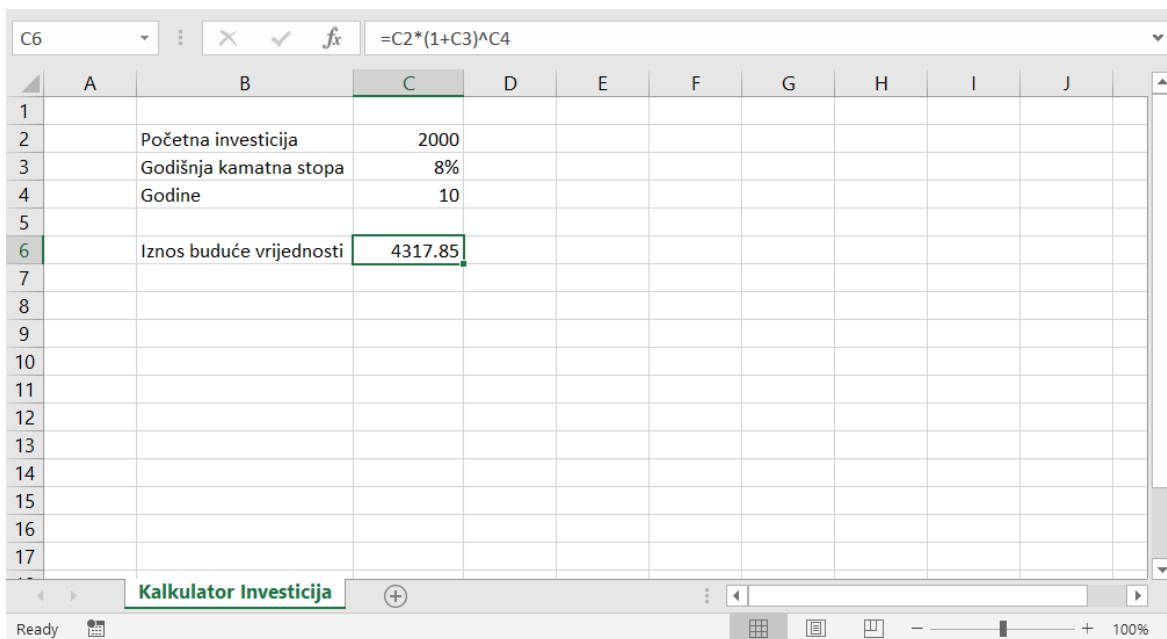 C6 fx =C2*(1+C3)^C4
A B C D E F G H I J
1
2 Početna investicija 2000
3 Godišnja kamatna stopa 8%
4 Godine 10
5
6 Iznos buduće vrijednosti 4317.85
7
8
9
10
11
12
13
14
15
16
17
Kalkulator Investicija
Ready 100%